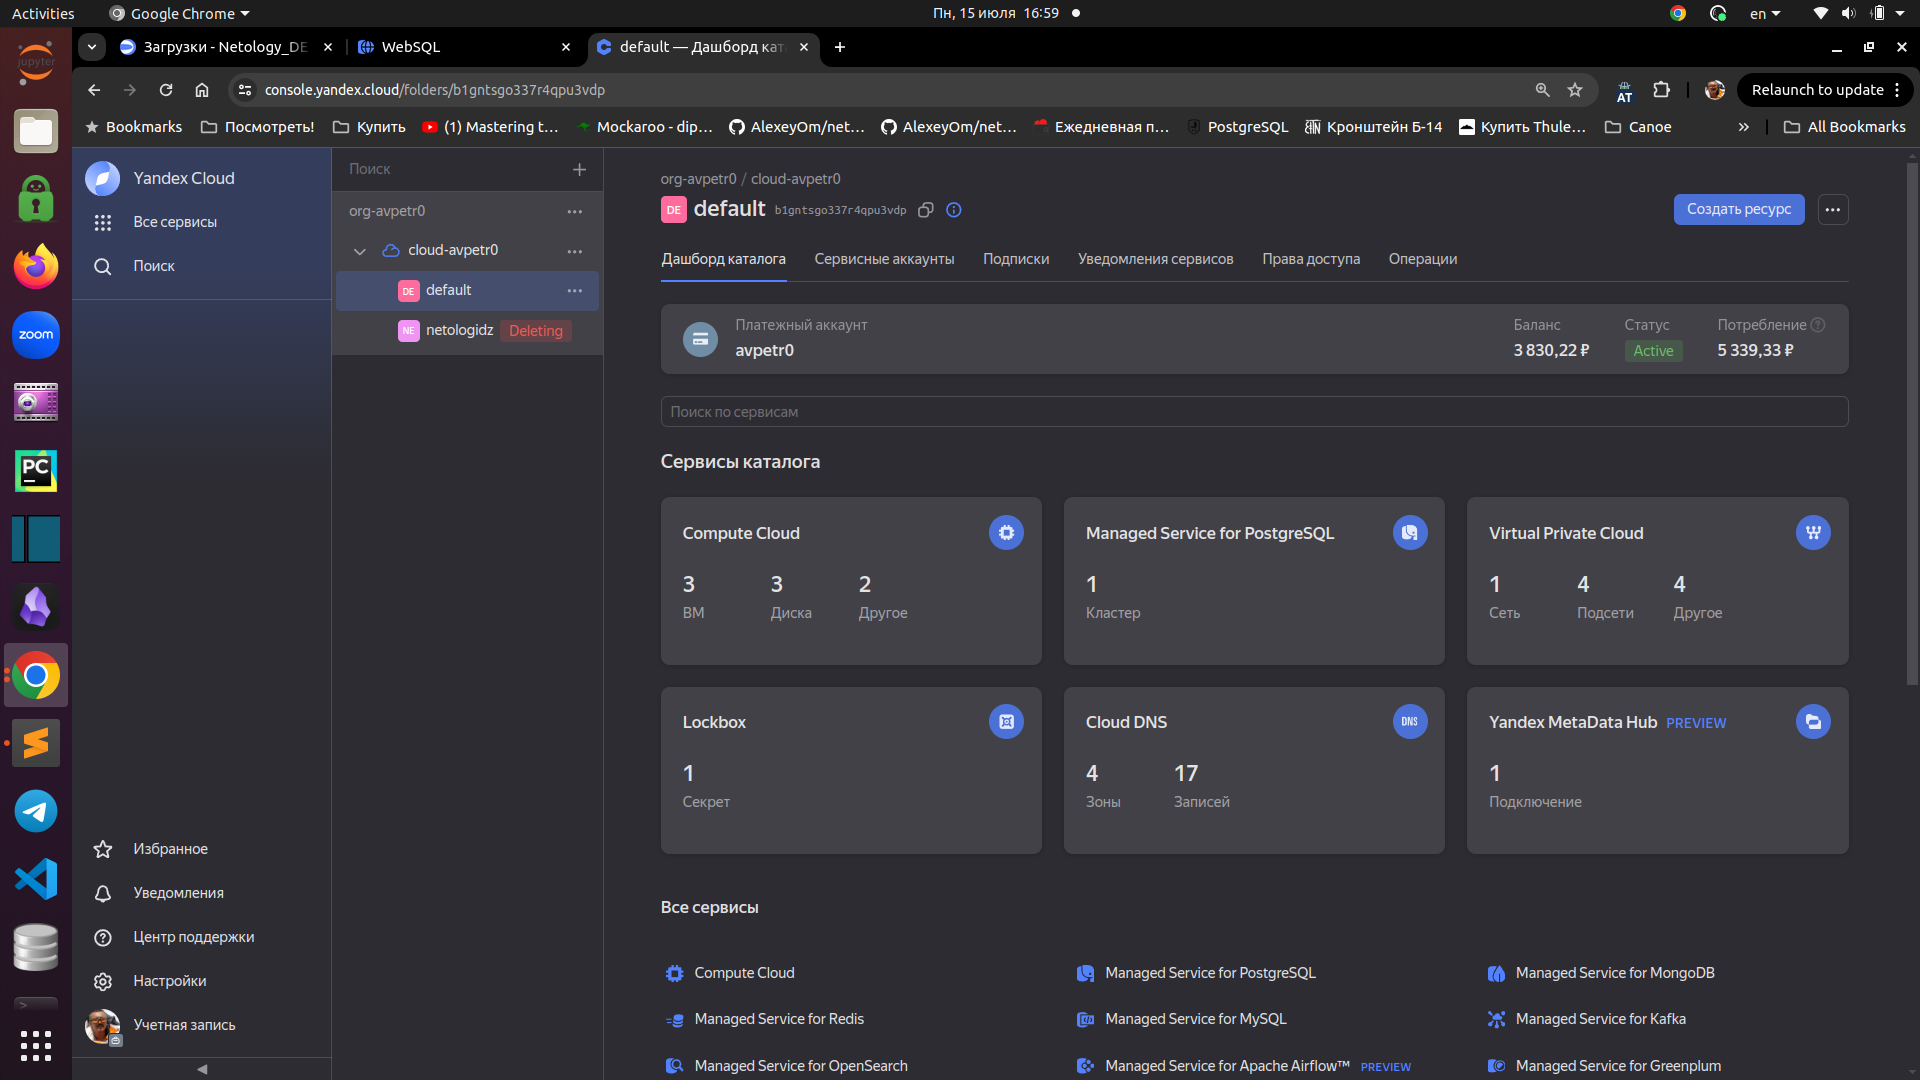 Activities
Google Chrome
Пн, 15 июля 16:59
en
Загрузки - Netology_DE
WebSQL
default — Дашборд кат
console.yandex.cloud/folders/b1gntsgo337r4qpu3vdp
AT
Relaunch to update
Bookmarks
Посмотреть!
Купить
(1) Mastering t…
Mockaroo - dip…
AlexeyOm/net…
AlexeyOm/net…
Ежедневная п…
PostgreSQL
Кронштейн Б-14
Купить Thule…
Canoe
All Bookmarks
jupyter
zoom
PC
Yandex Cloud
Все сервисы
Поиск
Избранное
Уведомления
Центр поддержки
Настройки
Учетная запись
Поиск
org-avpetr0
cloud-avpetr0
DE default
NE netologidz Deleting
org-avpetr0 / cloud-avpetr0
DE default b1gntsgo337r4qpu3vdp
Создать ресурс
Дашборд каталога
Сервисные аккаунты
Подписки
Уведомления сервисов
Права доступа
Операции
Платежный аккаунт
avpetr0
Баланс
3 830,22 ₽
Статус
Active
Потребление
5 339,33 ₽
Поиск по сервисам
Сервисы каталога
Compute Cloud
3 3 2
ВМ Диска Другое
Managed Service for PostgreSQL
1
Кластер
Virtual Private Cloud
1 4 4
Сеть Подсети Другое
Lockbox
1
Секрет
Cloud DNS
DNS
4 17
Зоны Записей
Yandex MetaData Hub PREVIEW
1
Подключение
Все сервисы
Compute Cloud
Managed Service for PostgreSQL
Managed Service for MongoDB
Managed Service for Redis
Managed Service for MySQL
Managed Service for Kafka
Managed Service for OpenSearch
Managed Service for Apache Airflow™ PREVIEW
Managed Service for Greenplum